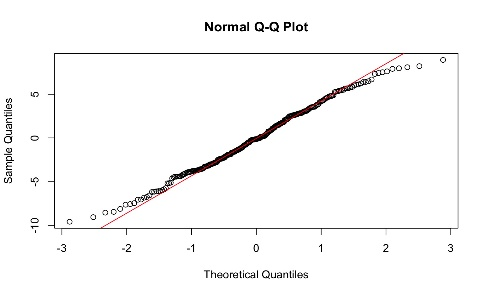 Normal Q-Q Plot
Sample Quantiles
5
0
-5
-10
-3 -2 -1 0 1 2 3
Theoretical Quantiles